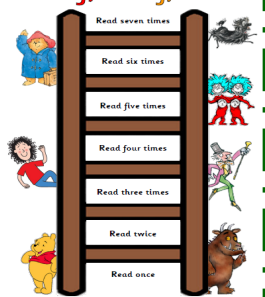 Read seven times
Read six times
Read five times
Read four times
Read three times
Read twice
Read once